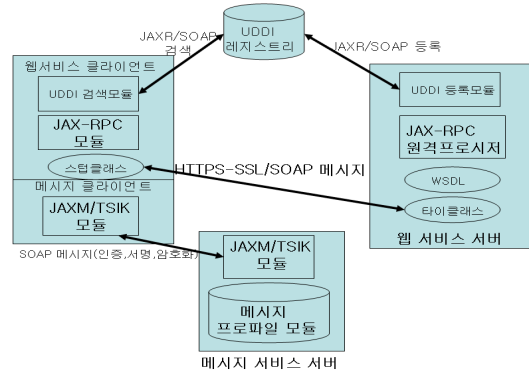 JAXR/SOAP
검색
UDDI
레지스트리
JAXR/SOAP 등록
웹서비스 클라이언트
UDDI 검색모듈
JAX-RPC
모듈
스텁클래스
메시지 클라이언트
JAXM/TSIK
모듈
HTTPS-SSL/SOAP 메시지
UDDI 등록모듈
JAX-RPC
원격프로시저
WSDL
타이클래스
웹 서비스 서버
SOAP 메시지(인증,서명,암호화)
JAXM/TSIK
모듈
메시지
프로파일 모듈
메시지 서비스 서버